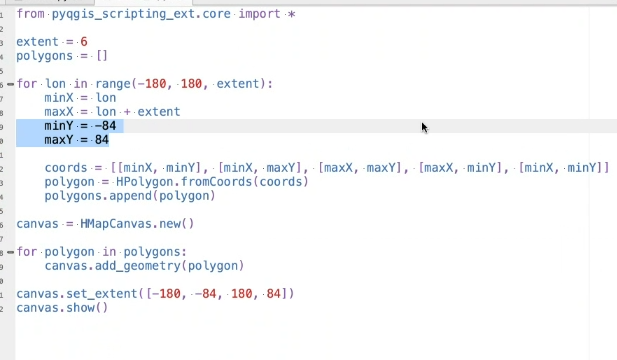 from pyqgis_scripting_ext.core import *
extent = 6
polygons = []
for lon in range(-180, 180, extent):
minX = lon
maxX = lon + extent
minY = -84
maxY = 84
coords = [[minX, minY], [minX, maxY], [maxX, maxY], [maxX, minY], [minX, minY]]
polygon = HPolygon.fromCoords(coords)
polygons.append(polygon)
canvas = HMapCanvas.new()
for polygon in polygons:
canvas.add_geometry(polygon)
canvas.set_extent([-180, -84, 180, 84])
canvas.show()